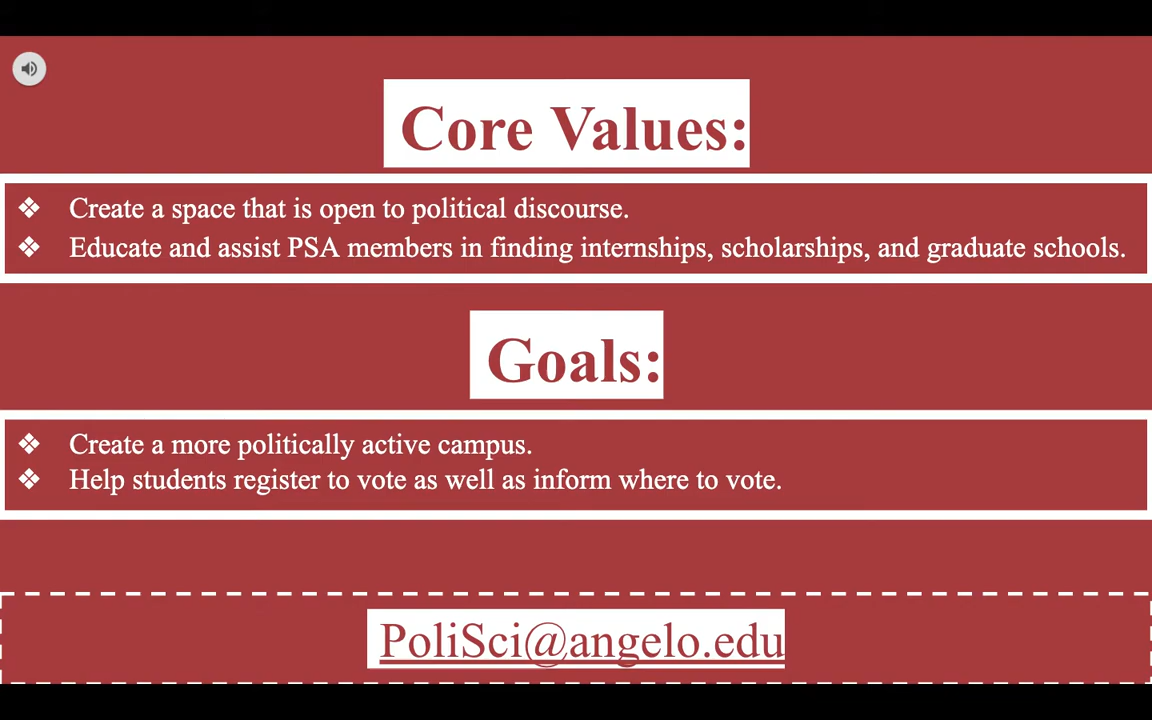 Core Values:
❖ Create a space that is open to political discourse.
❖ Educate and assist PSA members in finding internships, scholarships, and graduate schools.
Goals:
❖ Create a more politically active campus.
❖ Help students register to vote as well as inform where to vote.
PoliSci@angelo.edu